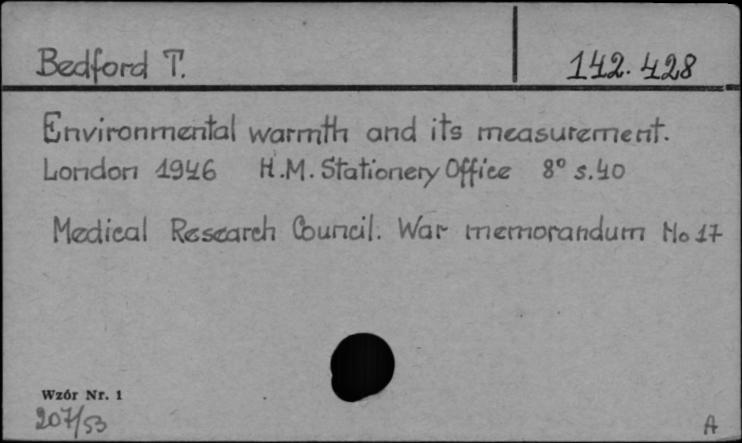 Bedford T. 142.428
Environmental warmth and its measurement.
London 1946 H.M. Stationery Office 8° s.40
Medical Research Council. War memorandum No 17
Wzór Nr. 1
207/53 A